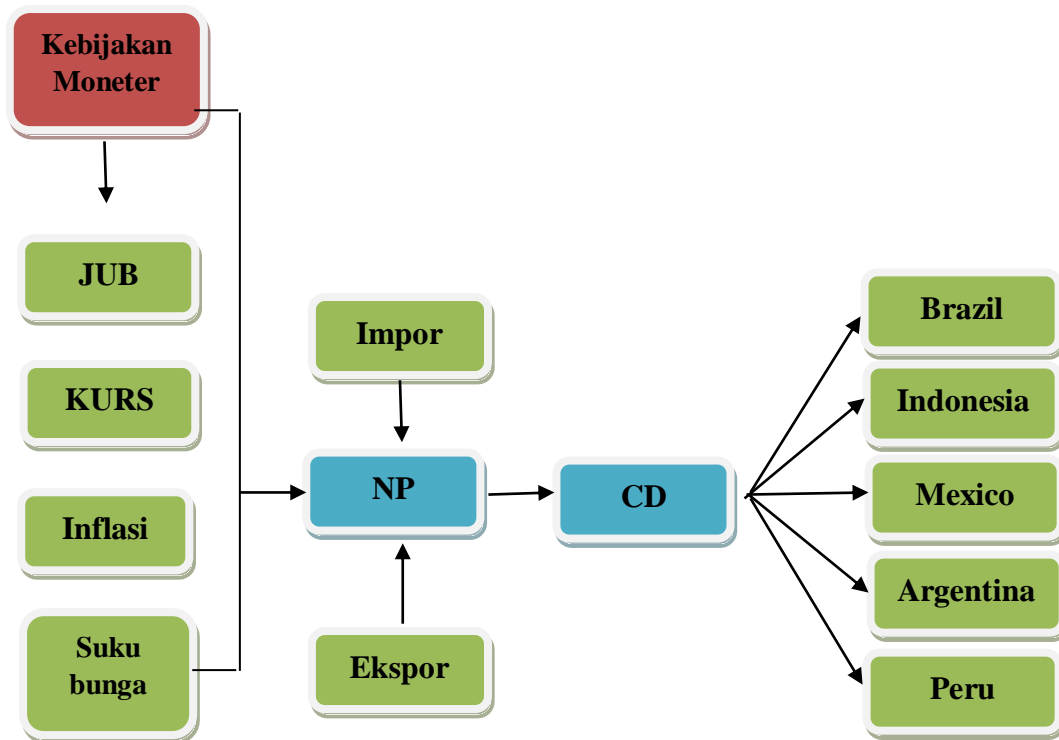 Kebijakan
Moneter
JUB
KURS
Inflasi
Suku
bunga
Impor
NP
Ekspor
CD
Brazil
Indonesia
Mexico
Argentina
Peru